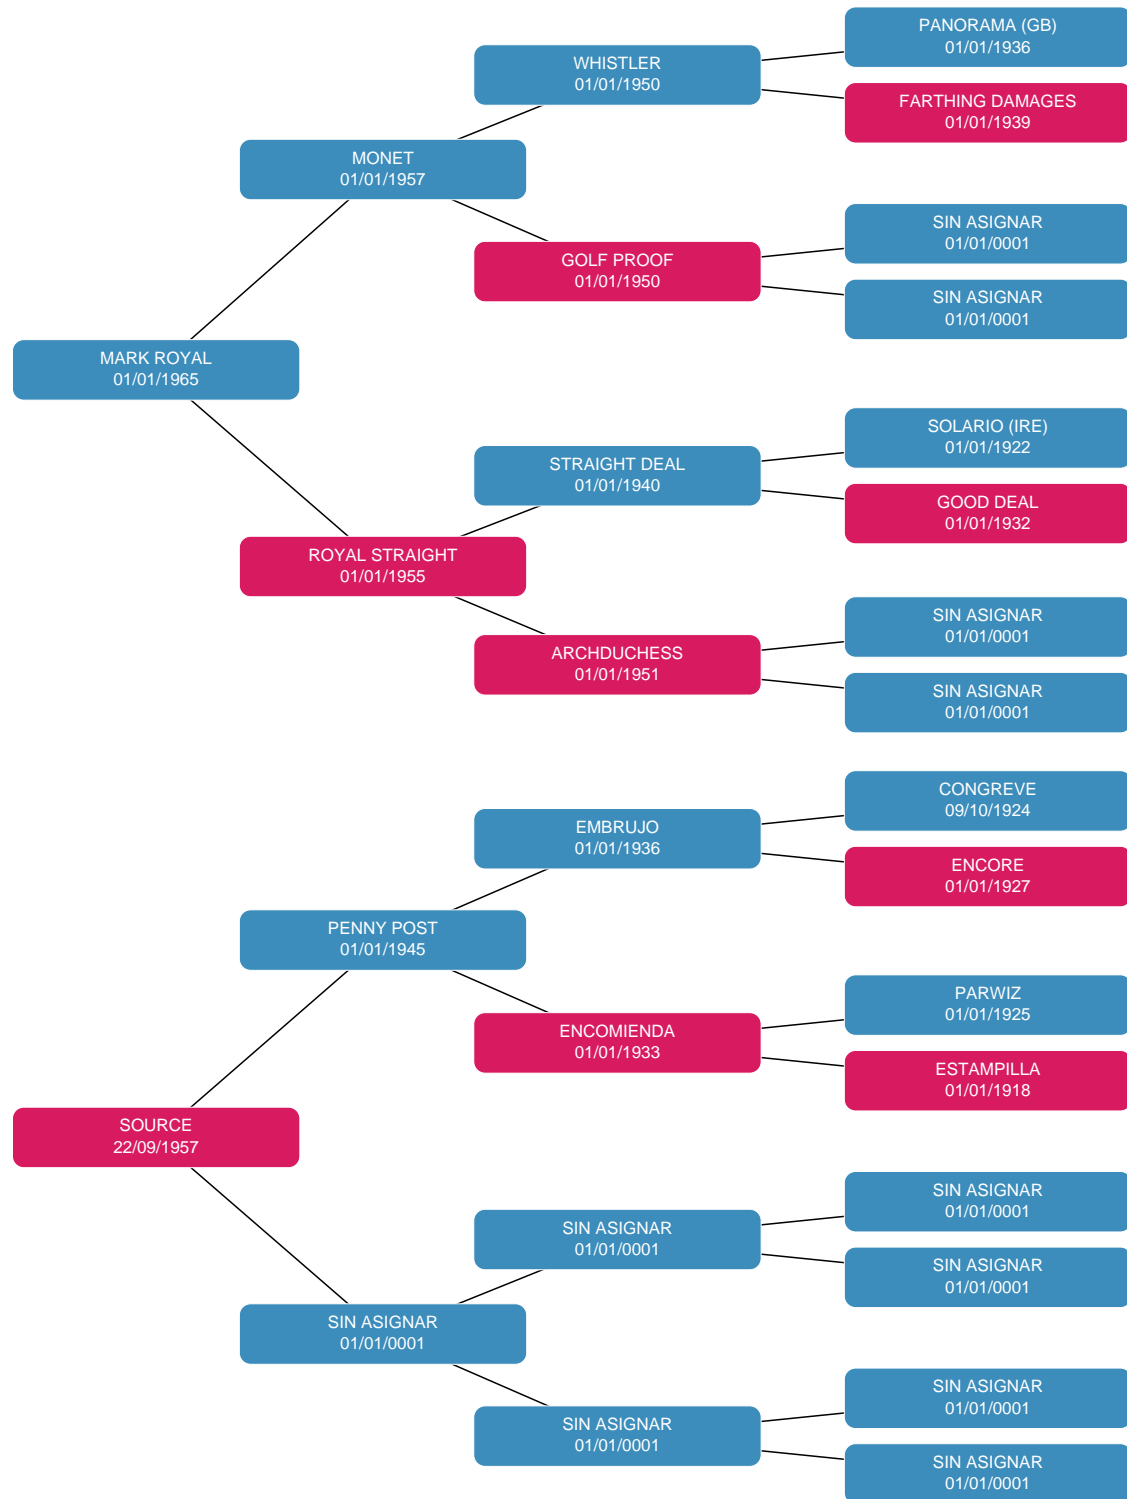 PANORAMA (GB)
01/01/1936
WHISTLER
01/01/1950
FARTHING DAMAGES
01/01/1939
MONET
01/01/1957
SIN ASIGNAR
01/01/0001
GOLF PROOF
01/01/1950
SIN ASIGNAR
01/01/0001
MARK ROYAL
01/01/1965
SOLARIO (IRE)
01/01/1922
STRAIGHT DEAL
01/01/1940
GOOD DEAL
01/01/1932
ROYAL STRAIGHT
01/01/1955
SIN ASIGNAR
01/01/0001
ARCHDUCHESS
01/01/1951
SIN ASIGNAR
01/01/0001
CONGREVE
09/10/1924
EMBRUJO
01/01/1936
ENCORE
01/01/1927
PENNY POST
01/01/1945
PARWIZ
01/01/1925
ENCOMIENDA
01/01/1933
ESTAMPILLA
01/01/1918
SOURCE
22/09/1957
SIN ASIGNAR
01/01/0001
SIN ASIGNAR
01/01/0001
SIN ASIGNAR
01/01/0001
SIN ASIGNAR
01/01/0001
SIN ASIGNAR
01/01/0001
SIN ASIGNAR
01/01/0001
SIN ASIGNAR
01/01/0001